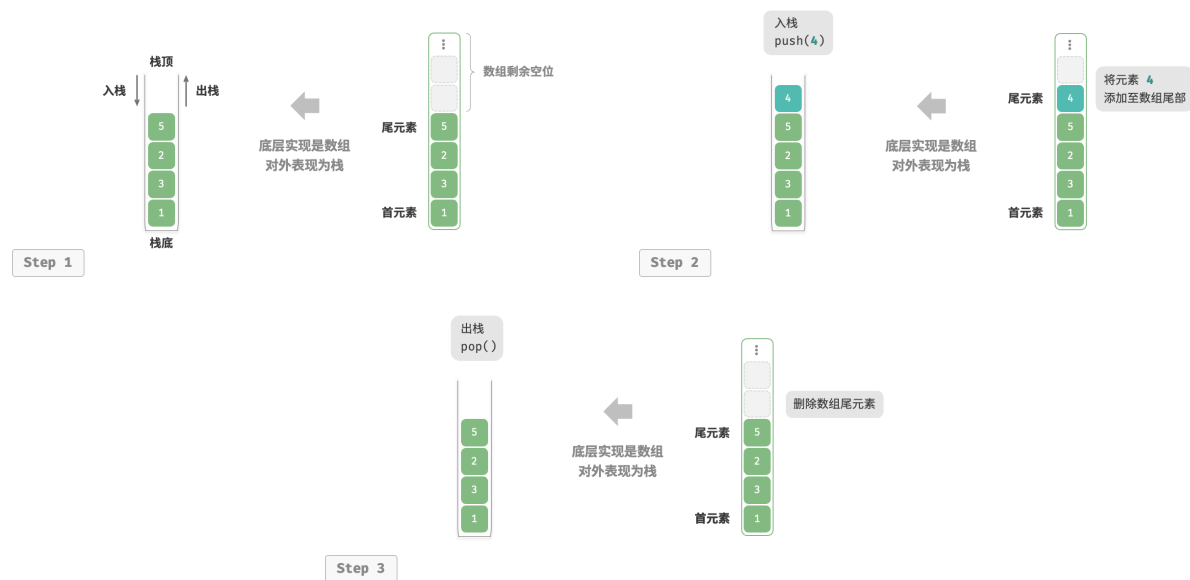 栈顶
入栈
出栈
5
2
3
1
栈底
底层实现是数组
对外表现为栈
⋮
数组剩余空位
尾元素
5
2
3
首元素
1
Step 1
入栈
push(4)
4
5
2
3
1
底层实现是数组
对外表现为栈
⋮
将元素 4
添加至数组尾部
尾元素
4
5
2
3
首元素
1
Step 2
出栈
pop()
5
2
3
1
底层实现是数组
对外表现为栈
⋮
删除数组尾元素
尾元素
5
2
3
首元素
1
Step 3